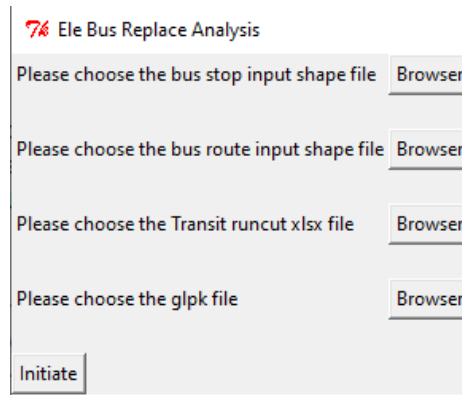 Ele Bus Replace Analysis
Please choose the bus stop input shape file Browser
Please choose the bus route input shape file Browser
Please choose the Transit runcut xlsx file Browser
Please choose the glpk file Browser
Initiate